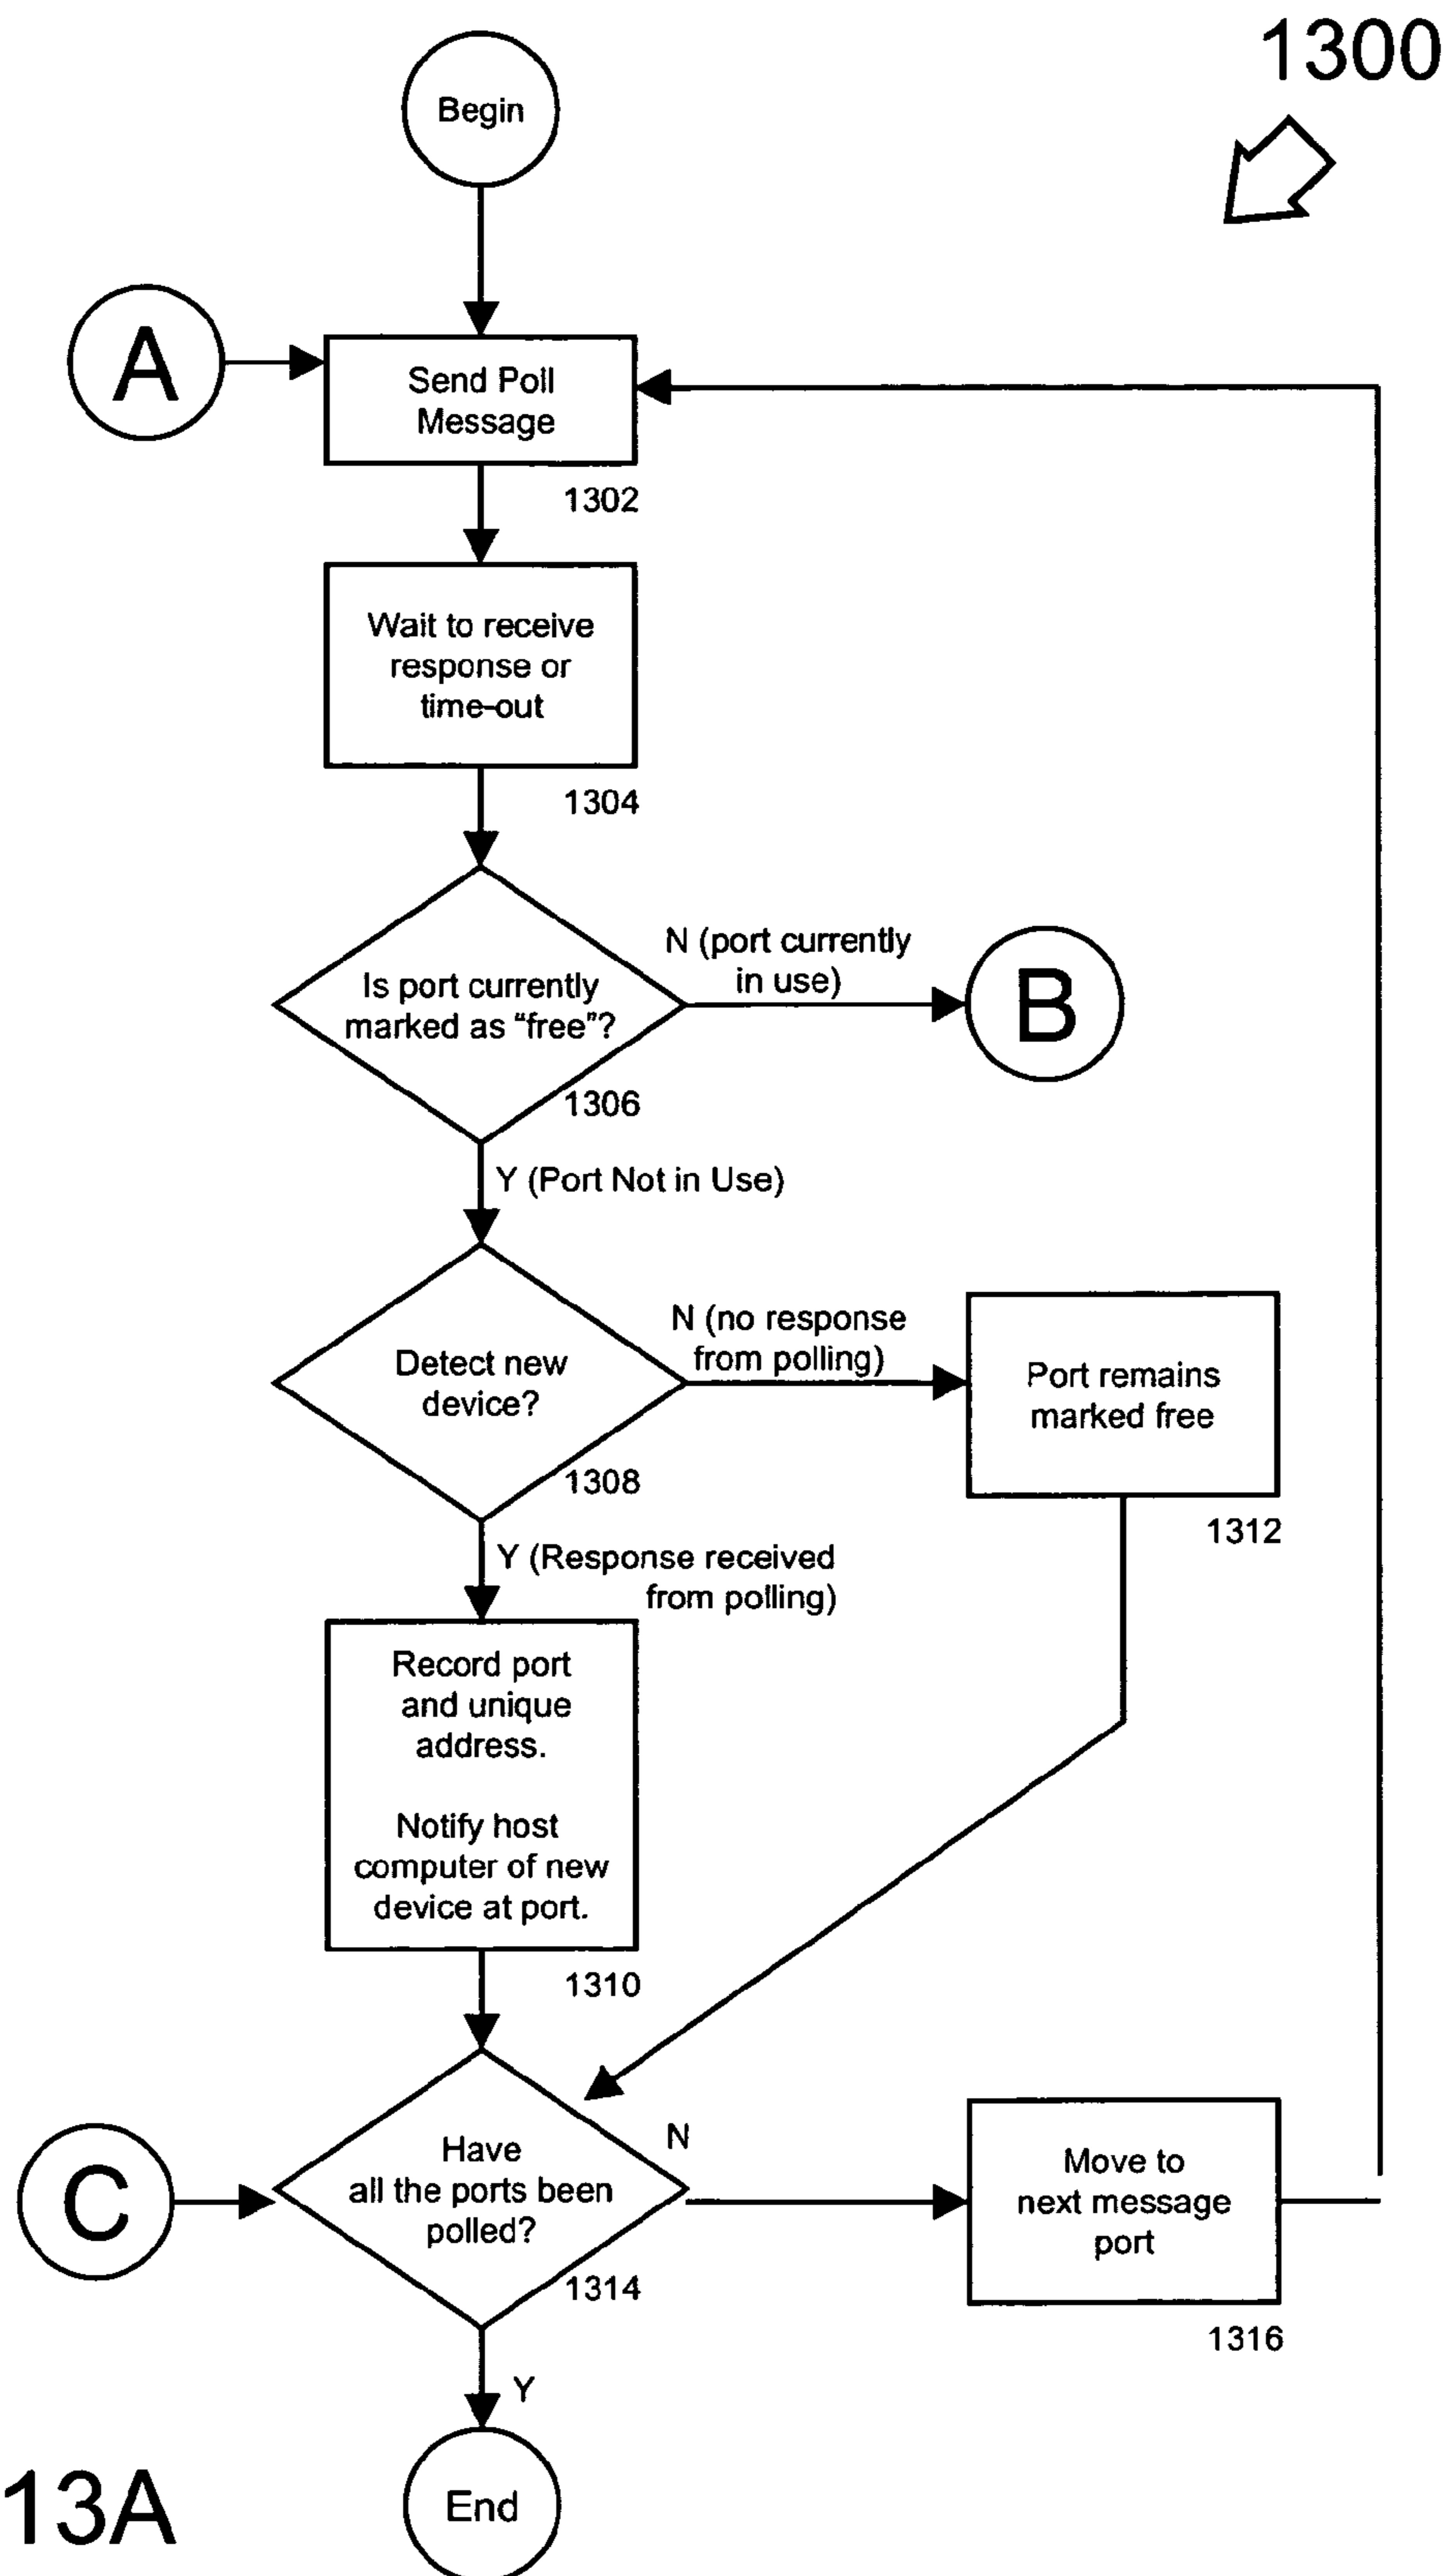 1300
Begin
A
Send Poll
Message
1302
Wait to receive
response or
time-out
1304
N (port currently
in use)
Is port currently
marked as "free"?
B
1306
Y (Port Not in Use)
N (no response
from polling)
Detect new
device?
Port remains
marked free
1308
1312
Y (Response received
from polling)
Record port
and unique
address.
Notify host
computer of new
device at port.
1310
N
C
Have
all the ports been
polled?
Move to
next message
port
1314
1316
Y
End
13A